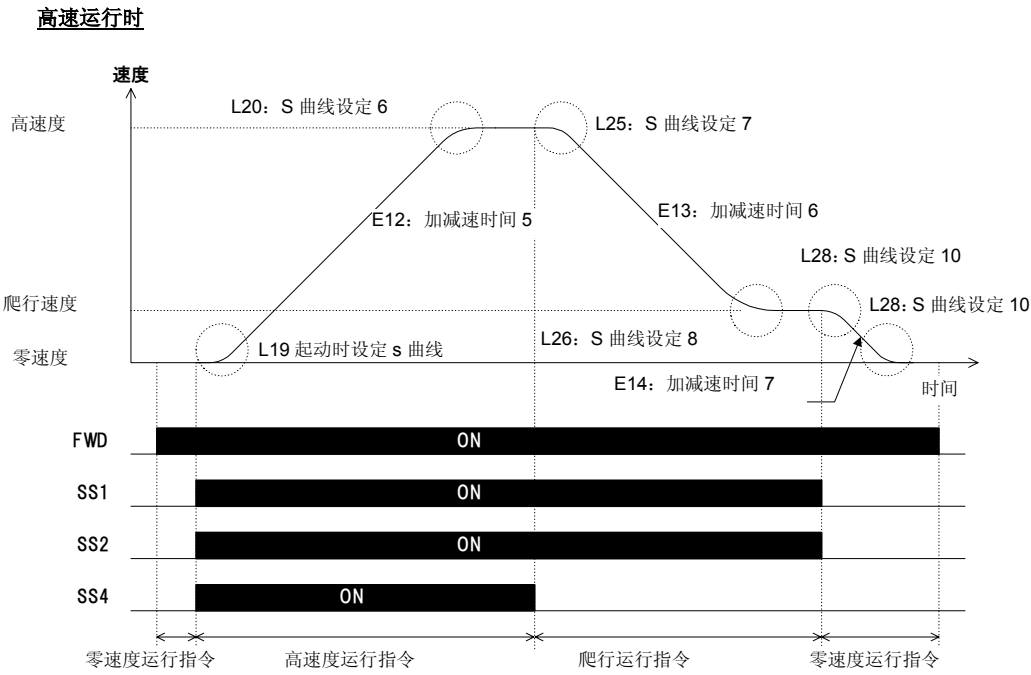 高速运行时
速度
高速度
L20：S 曲线设定 6
L25：S 曲线设定 7
E12：加减速时间 5
E13：加减速时间 6
L28：S 曲线设定 10
爬行速度
L28：S 曲线设定 10
L26：S 曲线设定 8
零速度
L19 起动时设定 s 曲线
E14：加减速时间 7
时间
FWD
ON
SS1
ON
SS2
ON
SS4
ON
零速度运行指令
高速度运行指令
爬行运行指令
零速度运行指令